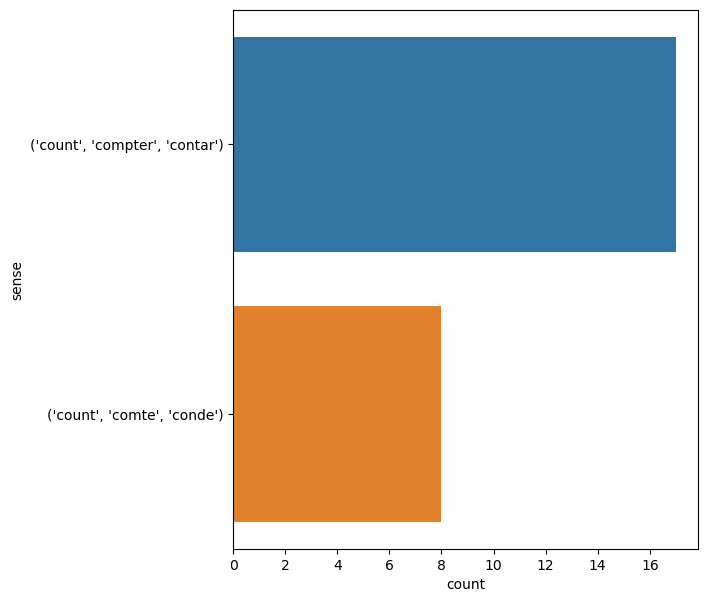 ('count', 'compter', 'contar')
sense
('count', 'comte', 'conde')
0 2 4 6 8 10 12 14 16
count